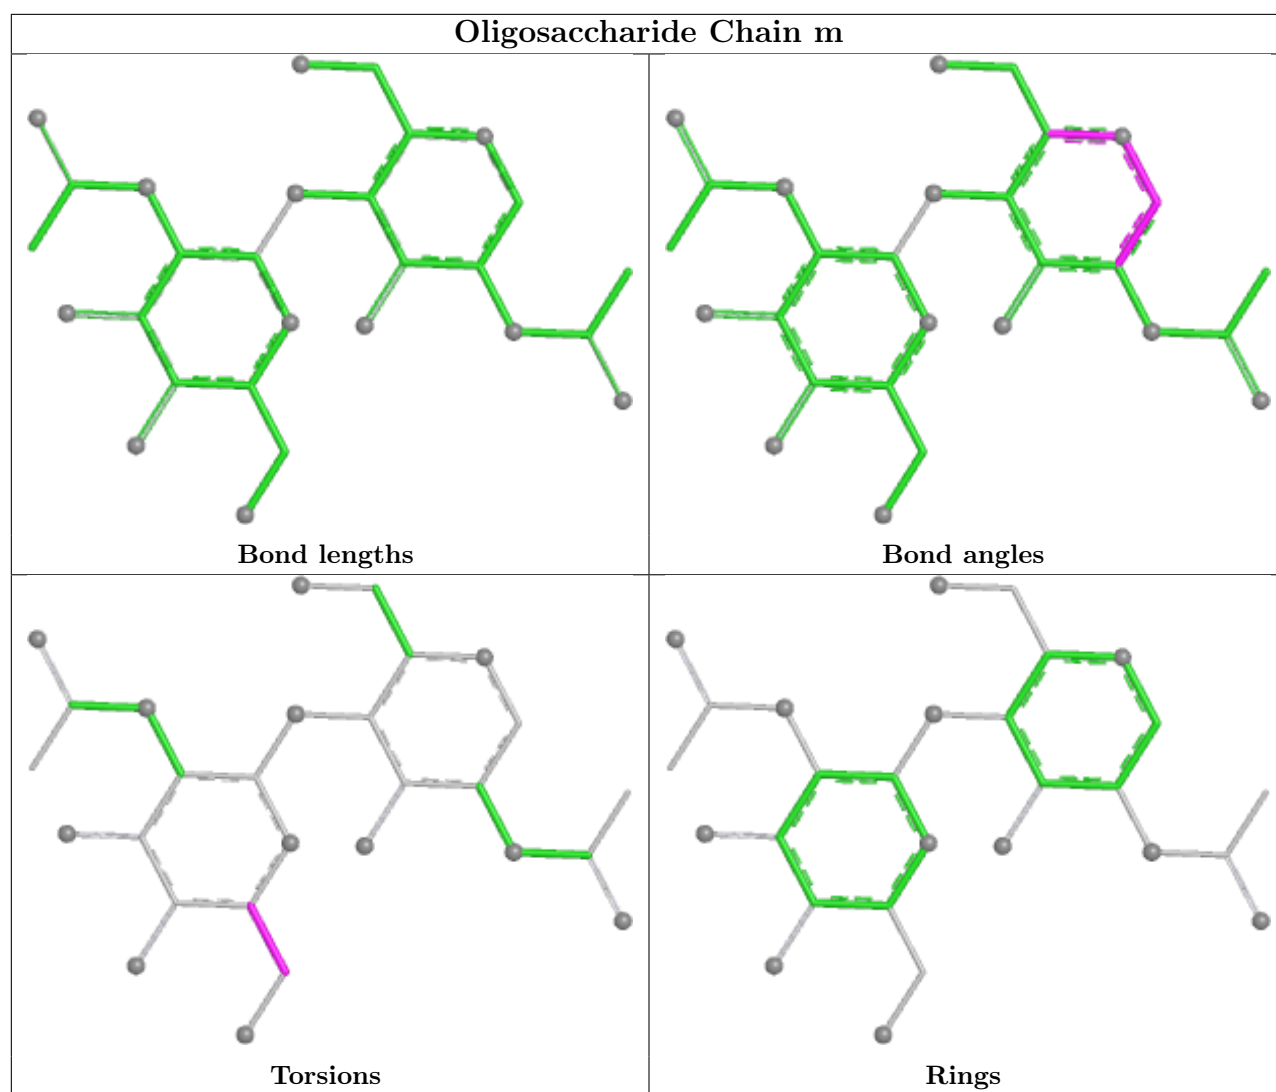 Oligosaccharide Chain m
Bond lengths
Bond angles
Torsions
Rings